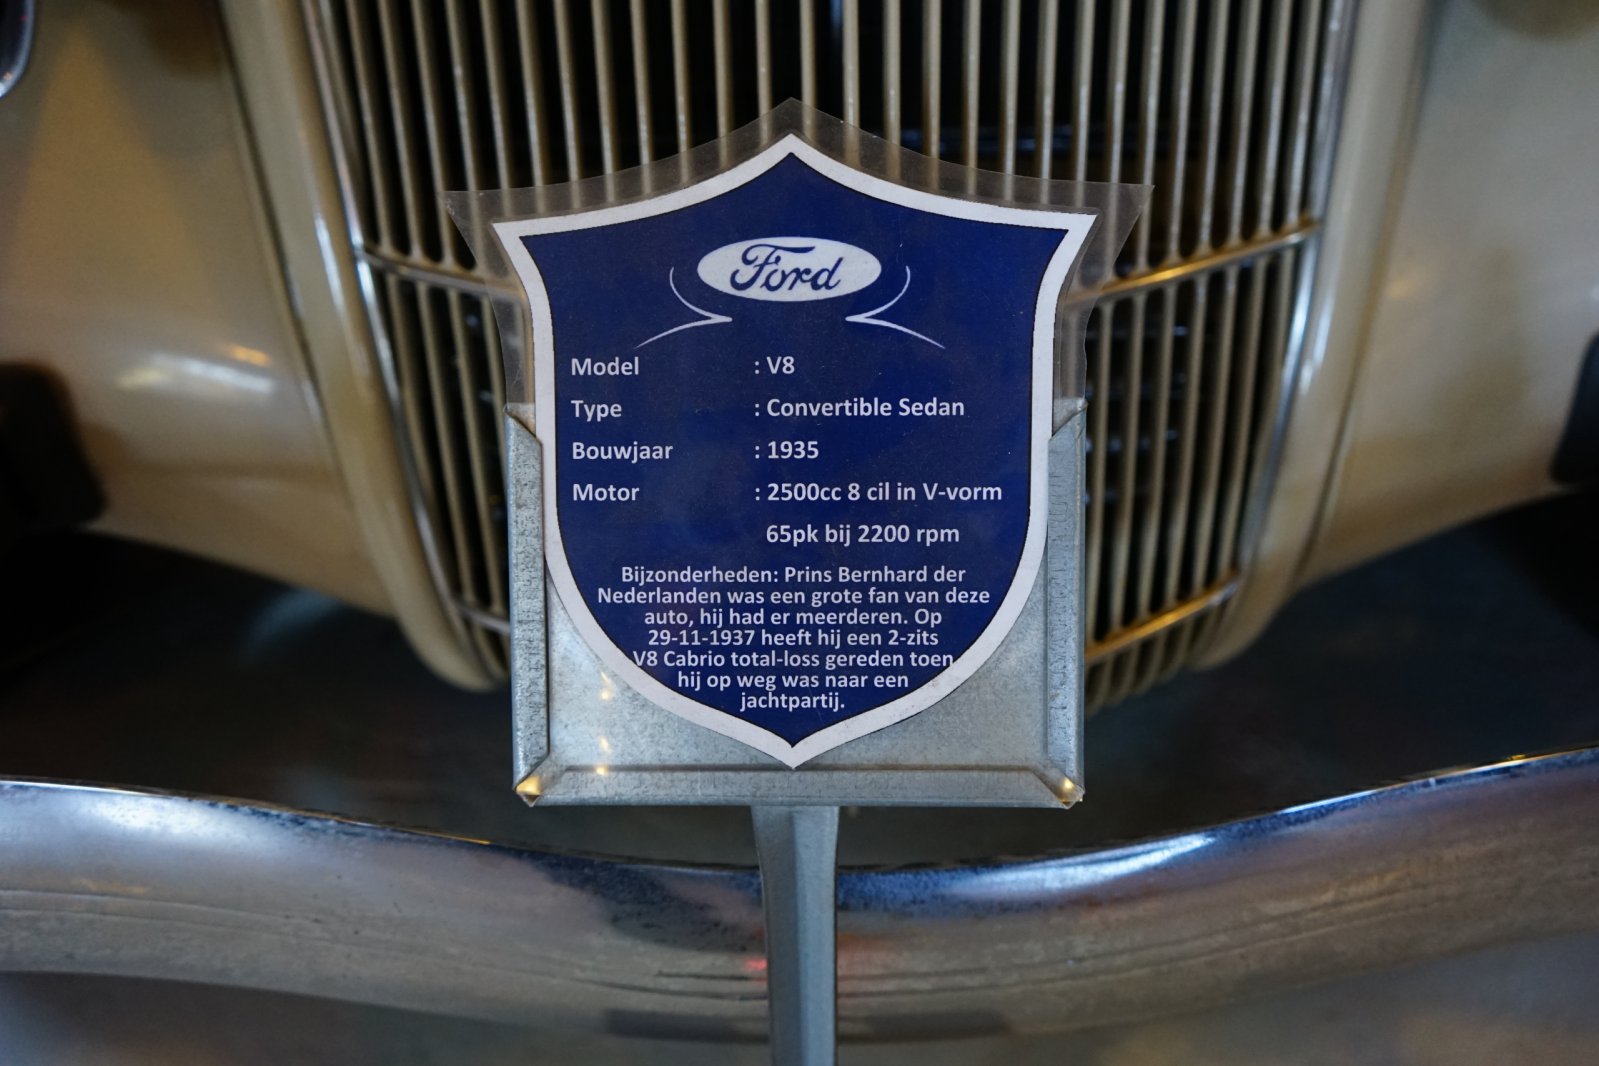 Ford
Model : V8
Type : Convertible Sedan
Bouwjaar : 1935
Motor : 2500cc 8 cil in V-vorm
65pk bij 2200 rpm
Bijzonderheden: Prins Bernhard der
Nederlanden was een grote fan van deze
auto, hij had er meerderen. Op
29-11-1937 heeft hij een 2-zits
V8 Cabrio total-loss gereden toen
hij op weg was naar een
jachtpartij.